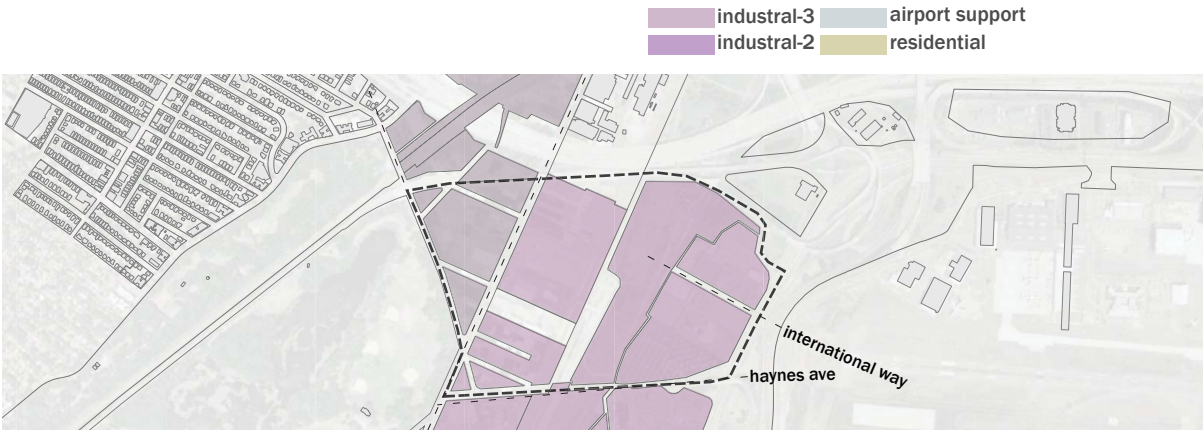 industral-3
airport support
industral-2
residential
international way
haynes ave